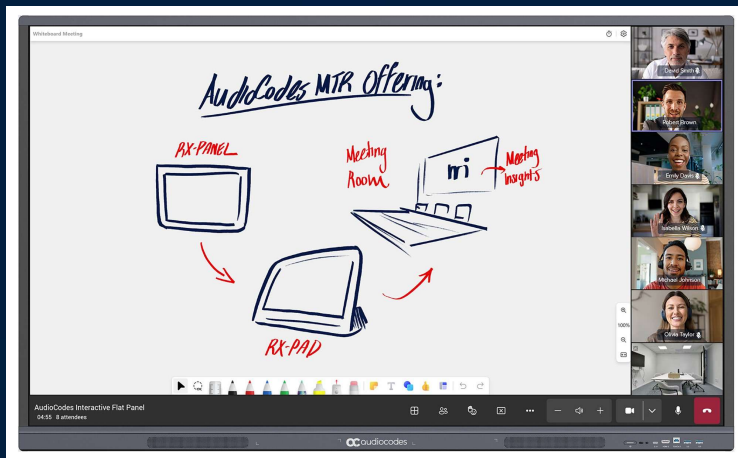 Whiteboard Meeting
AudioCodes MTR Offering:
RX-PANEL
Meeting
Room
mi
Meeting
Insights
RX-PAD
David Smith
Robert Brown
Emily Davis
Isabella Wilson
Michael Johnson
Olivia Taylor
100%
T
AudioCodes Interactive Flat Panel
04:55 8 attendees
audiocodes